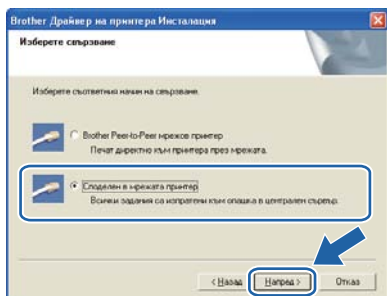 Brother Драйвер на принтера Инсталация
Изберете свързване
Изберете съответния начин на свързване.
Brother Peer-to-Peer мрежов принтер
Печат директно към принтера през мрежата.
Споделен в мрежата принтер
Всички задания са изпратени към опашка в централен сървър.
< Назад Напред > Отказ